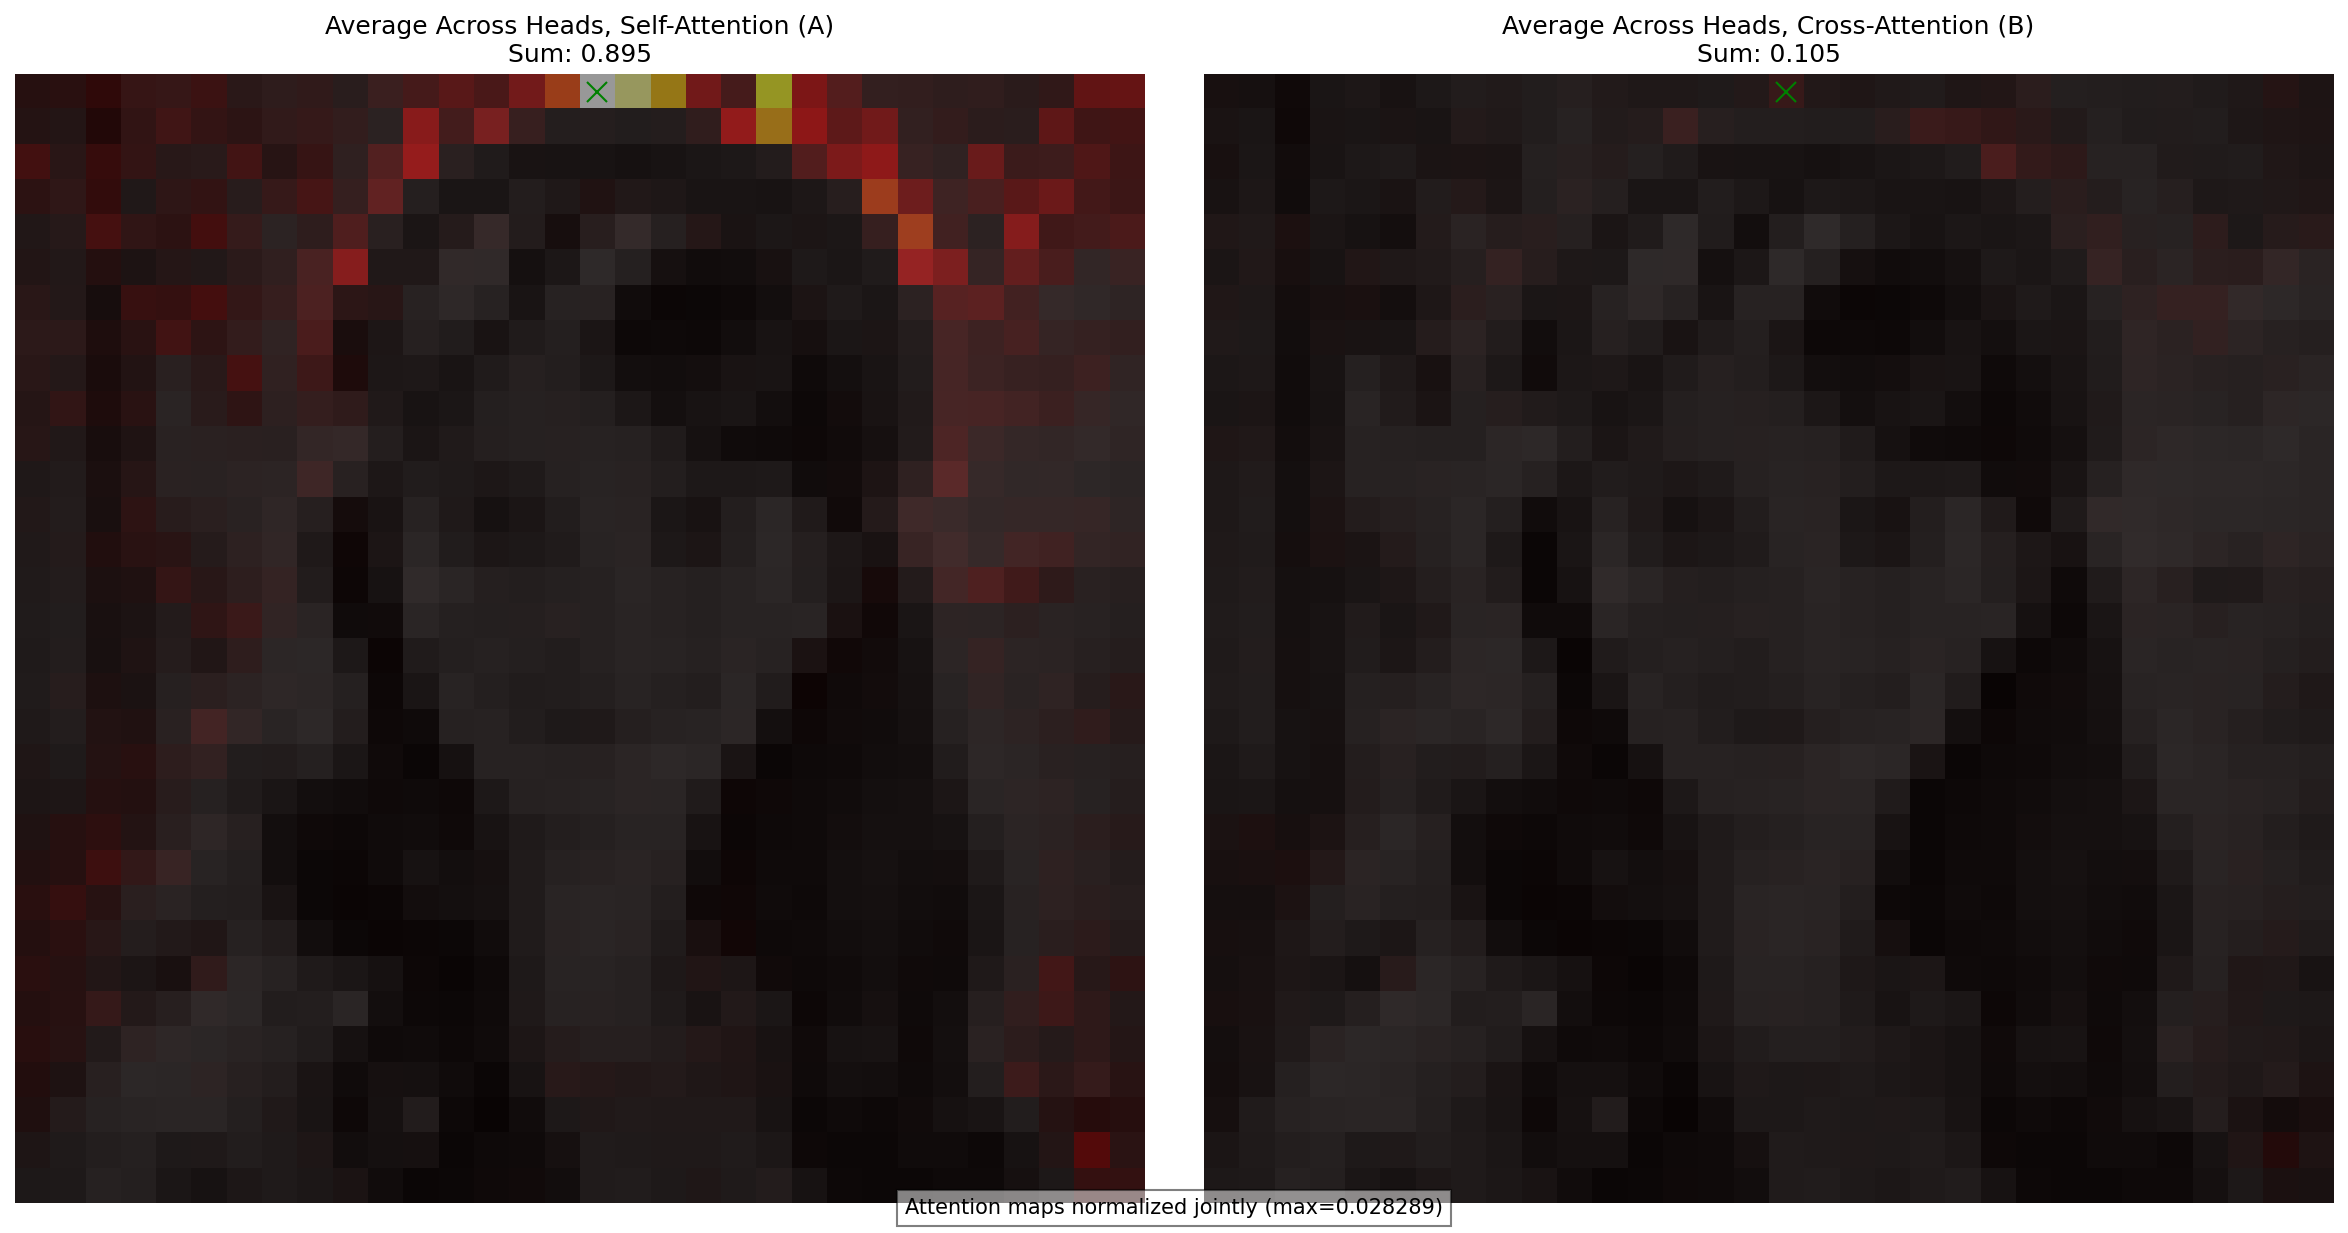 Average Across Heads, Self-Attention (A)
Sum: 0.895
Average Across Heads, Cross-Attention (B)
Sum: 0.105
Attention maps normalized jointly (max=0.028289)